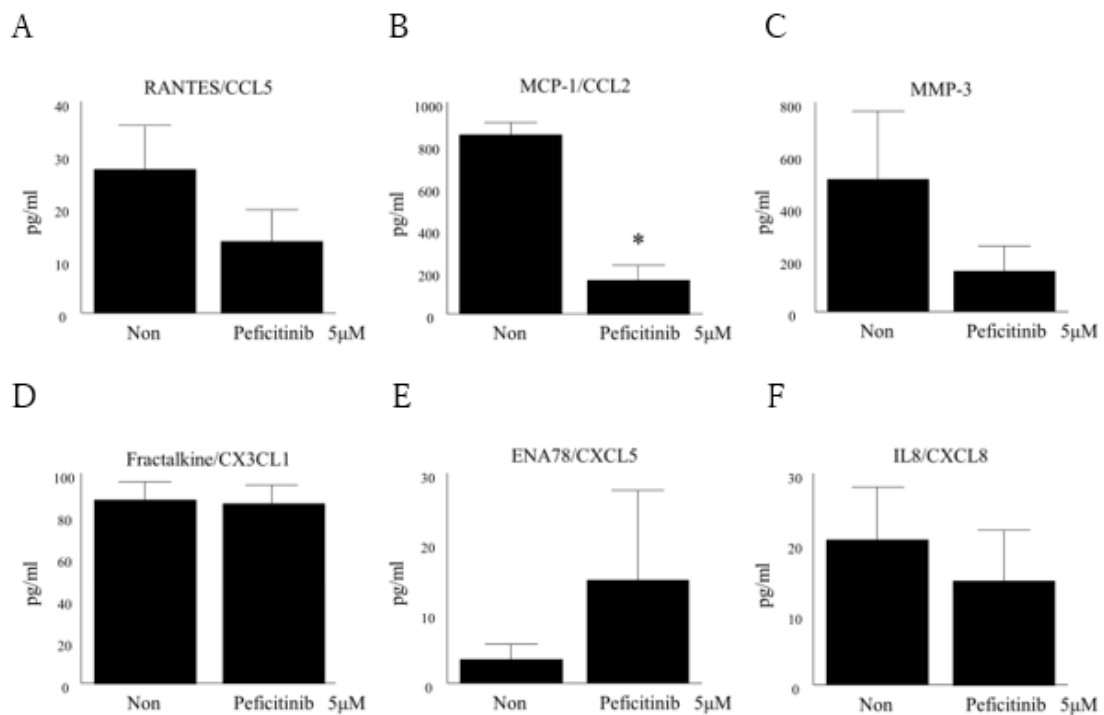 A
RANTES/CCL5
40
30
20
10
0
pg/ml
Non Peficitinib 5μM
B
MCP-1/CCL2
1000
800
600
400
200
0
pg/ml
*
Non Peficitinib 5μM
C
MMP-3
800
600
400
200
0
pg/ml
Non Peficitinib 5μM
D
Fractalkine/CX3CL1
100
80
60
40
20
0
pg/ml
Non Peficitinib 5μM
E
ENA78/CXCL5
30
20
10
0
pg/ml
Non Peficitinib 5μM
F
IL8/CXCL8
30
20
10
0
pg/ml
Non Peficitinib 5μM